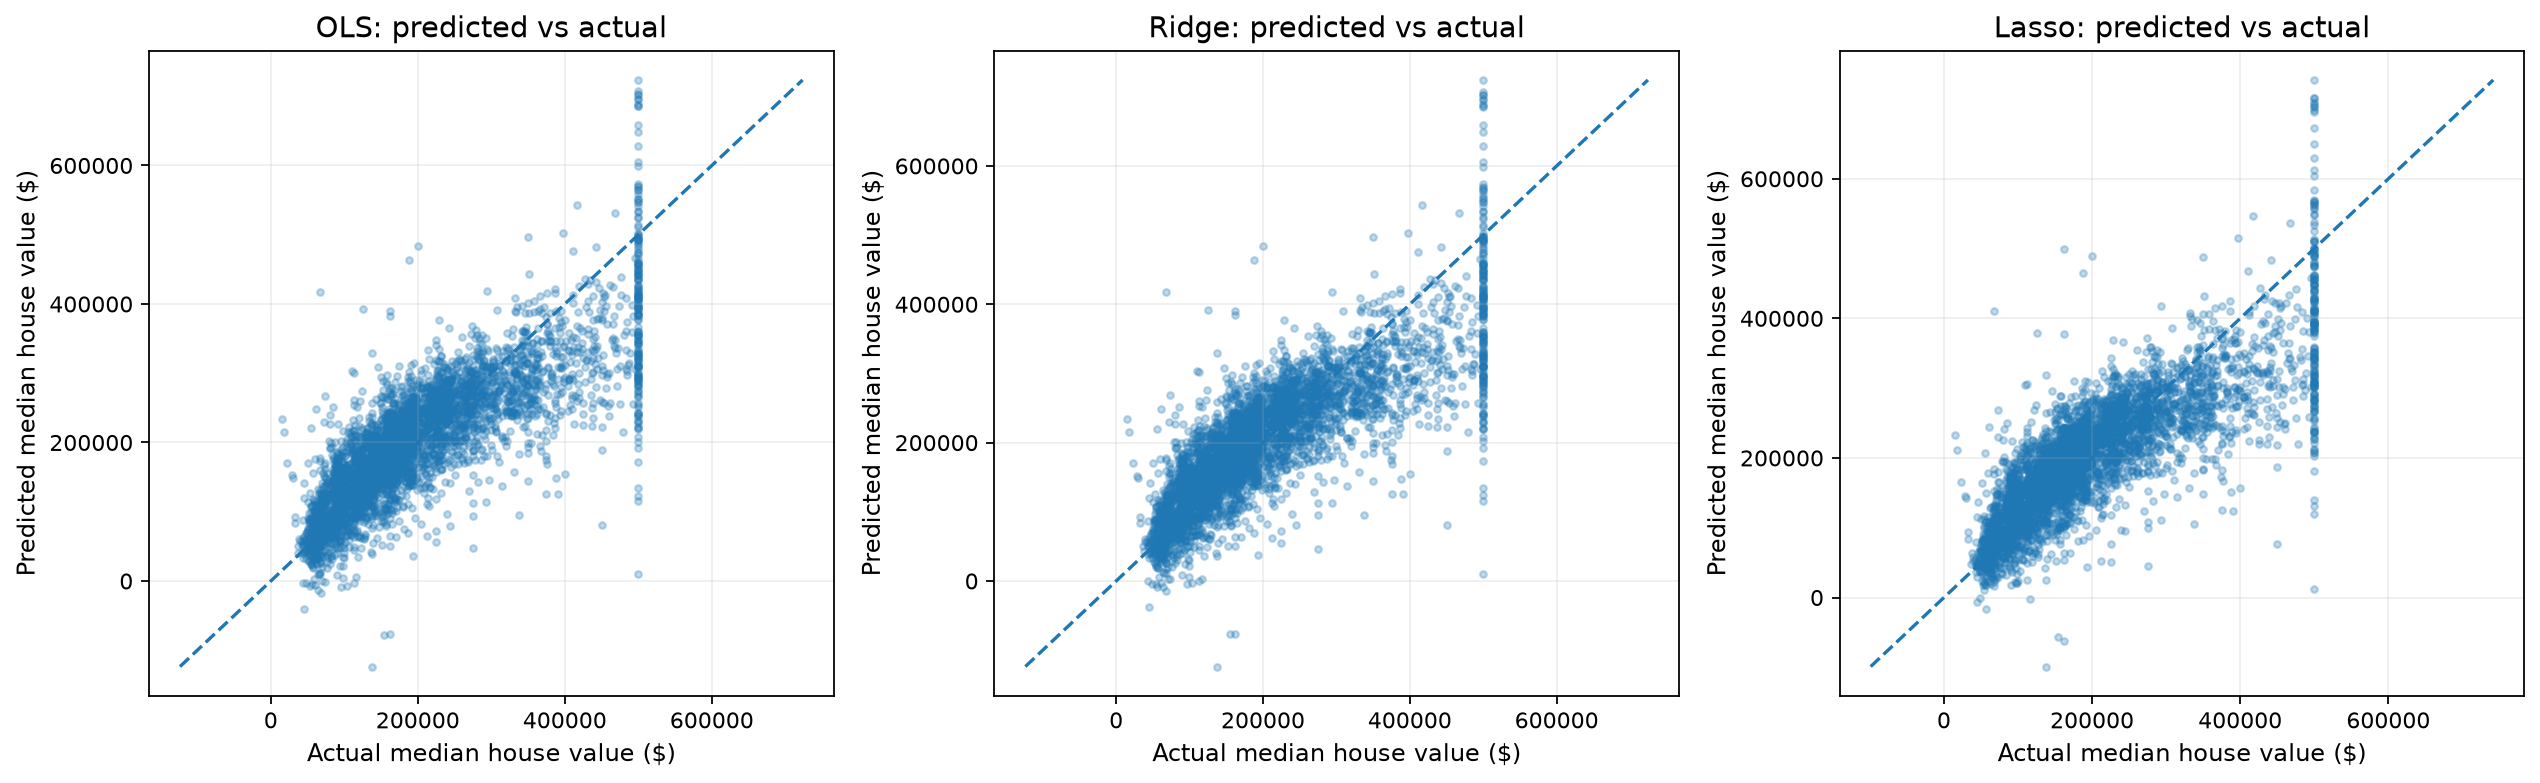 OLS: predicted vs actual
Predicted median house value ($)
600000
400000
200000
0
0
200000
400000
600000
Actual median house value ($)
Ridge: predicted vs actual
Predicted median house value ($)
600000
400000
200000
0
0
200000
400000
600000
Actual median house value ($)
Lasso: predicted vs actual
Predicted median house value ($)
600000
400000
200000
0
0
200000
400000
600000
Actual median house value ($)